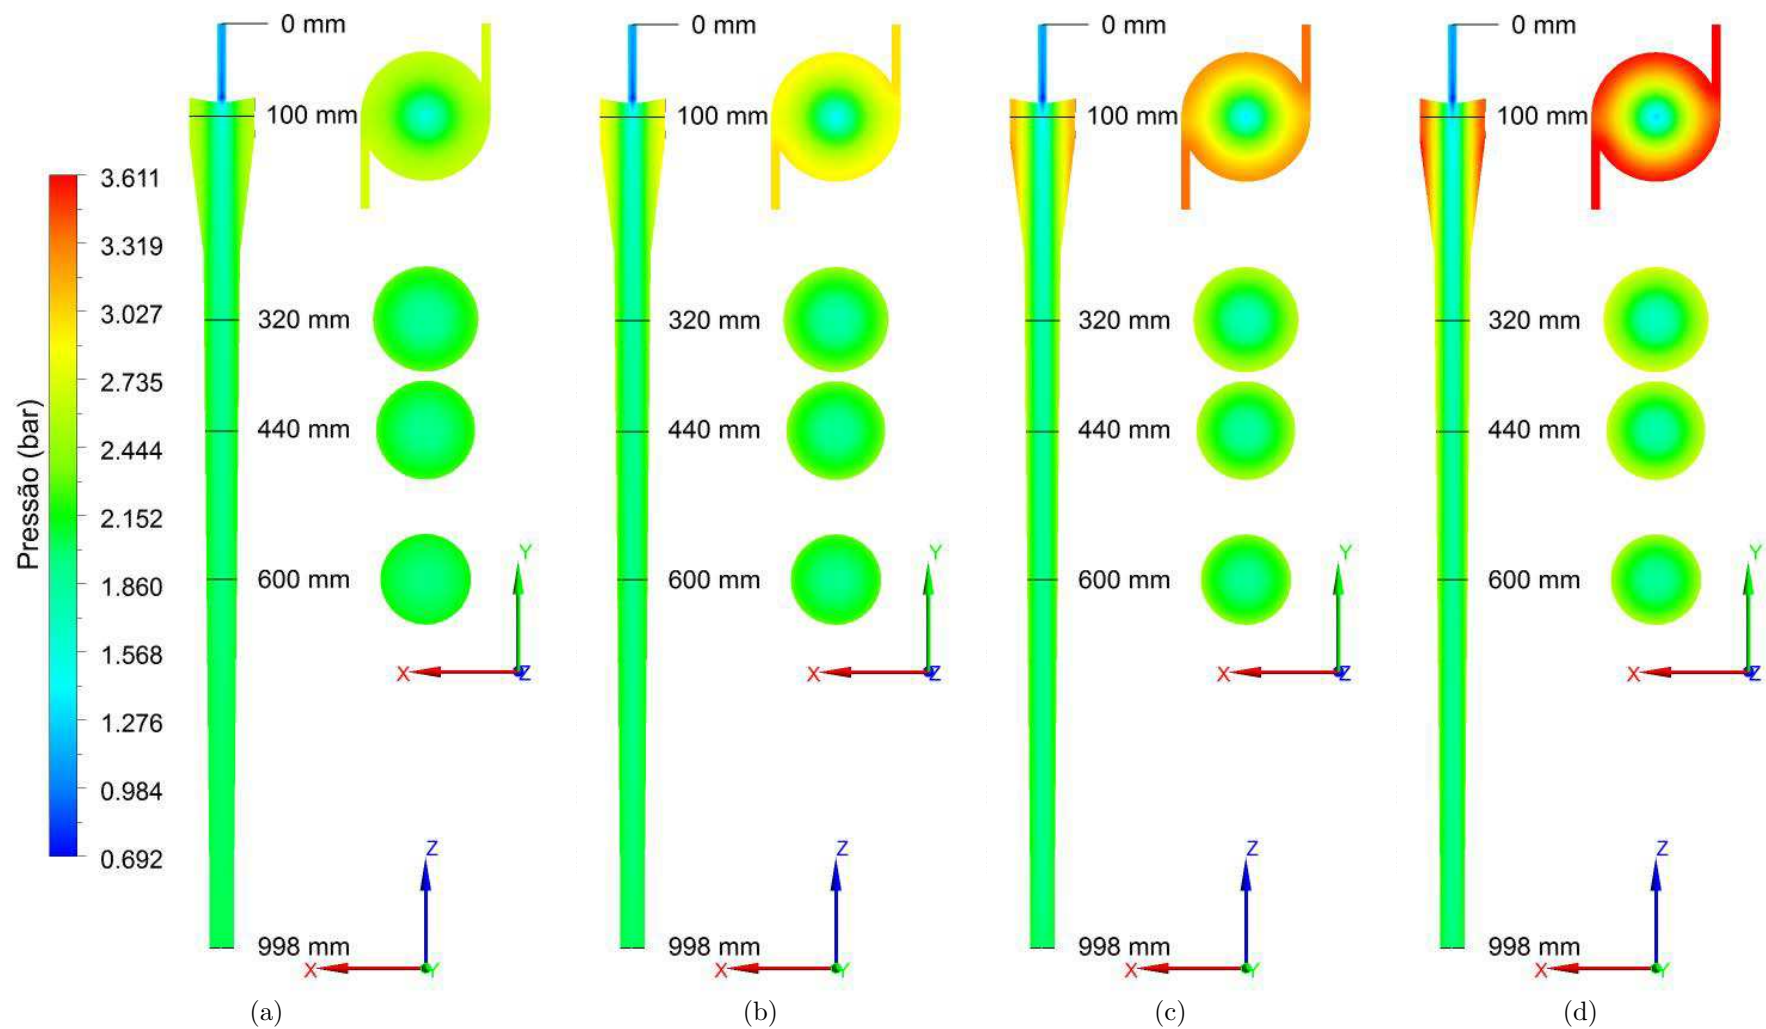 Pressão (bar)
3.611
3.319
3.027
2.735
2.444
2.152
1.860
1.568
1.276
0.984
0.692
0 mm
100 mm
320 mm
440 mm
600 mm
998 mm
Y
X
Z
Z
X
Y
(a)
0 mm
100 mm
320 mm
440 mm
600 mm
998 mm
Y
X
Z
Z
X
Y
(b)
0 mm
100 mm
320 mm
440 mm
600 mm
998 mm
Y
X
Z
Z
X
Y
(c)
0 mm
100 mm
320 mm
440 mm
600 mm
998 mm
Y
X
Z
Z
X
Y
(d)